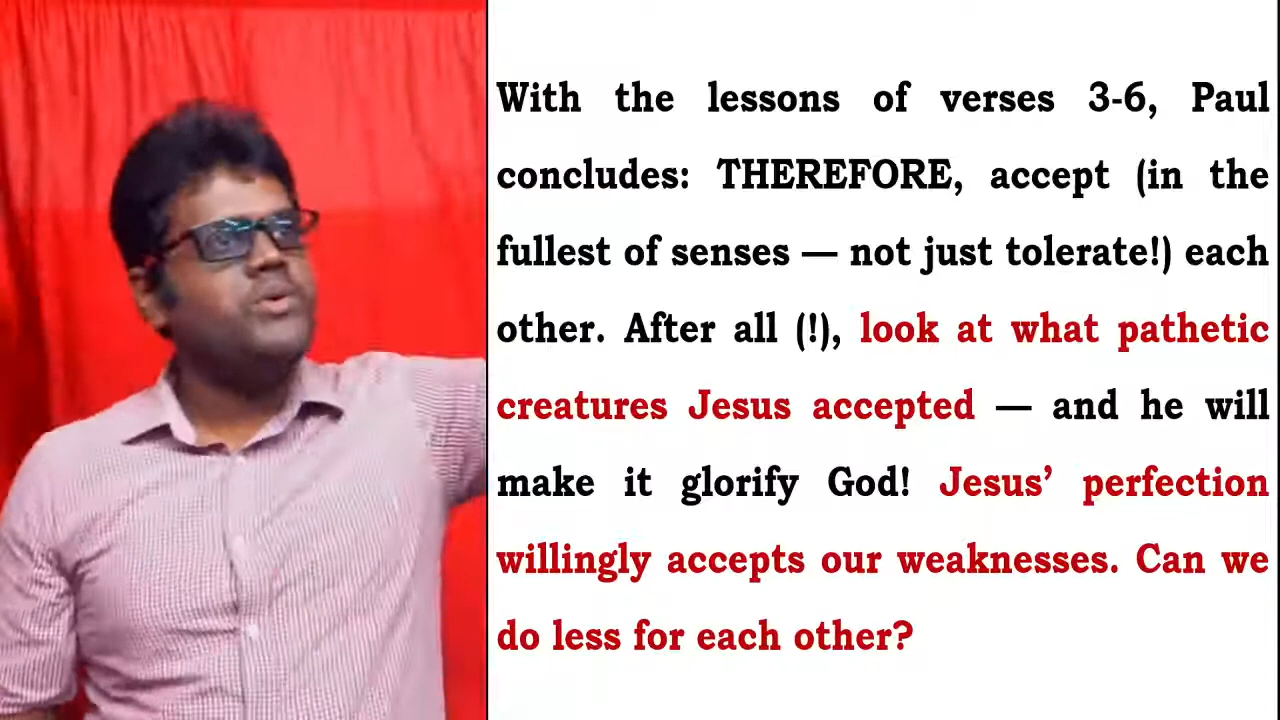 With the lessons of verses 3-6, Paul
concludes: THEREFORE, accept (in the
fullest of senses — not just tolerate!) each
other. After all (!), look at what pathetic
creatures Jesus accepted — and he will
make it glorify God! Jesus’ perfection
willingly accepts our weaknesses. Can we
do less for each other?